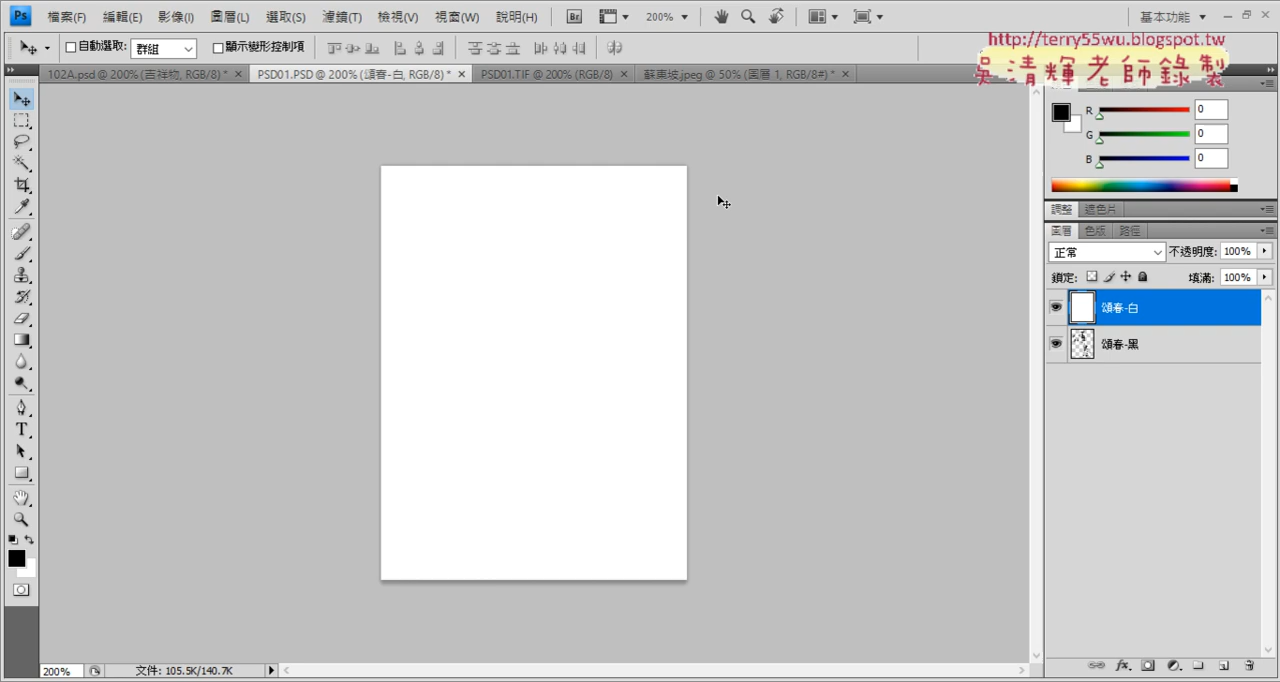 Ps 檔案(F) 編輯(E) 影像(I) 圖層(L) 選取(S) 濾鏡(T) 檢視(V) 視窗(W) 說明(H) Br 200% 基本功能
自動選取: 群組 顯示變形控制項
http://terry55wu.blogspot.tw
吳清輝老師錄製
102A.psd @ 200% (吉祥物, RGB/8) * PSD01.PSD @ 200% (頌春-白, RGB/8) * PSD01.TIF @ 200% (RGB/8) 蘇東坡.jpeg @ 50% (圖層 1, RGB/8#) *
R 0
G 0
B 0
調整 遮色片
圖層 色版 路徑
正常 不透明度: 100%
鎖定: 填滿: 100%
頌春-白
頌春-黑
T
fx
200% 文件: 105.5K/140.7K